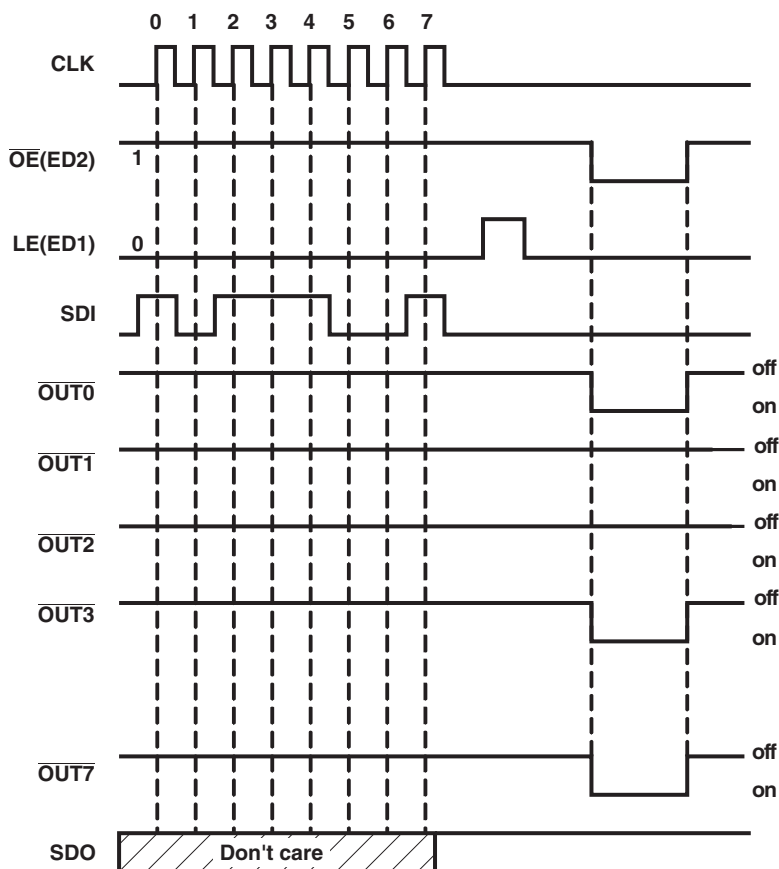 0 1 2 3 4 5 6 7
CLK
OE(ED2)
1
LE(ED1)
0
SDI
OUT0
off
on
OUT1
off
on
OUT2
off
on
OUT3
off
on
OUT7
off
on
SDO
Don't care